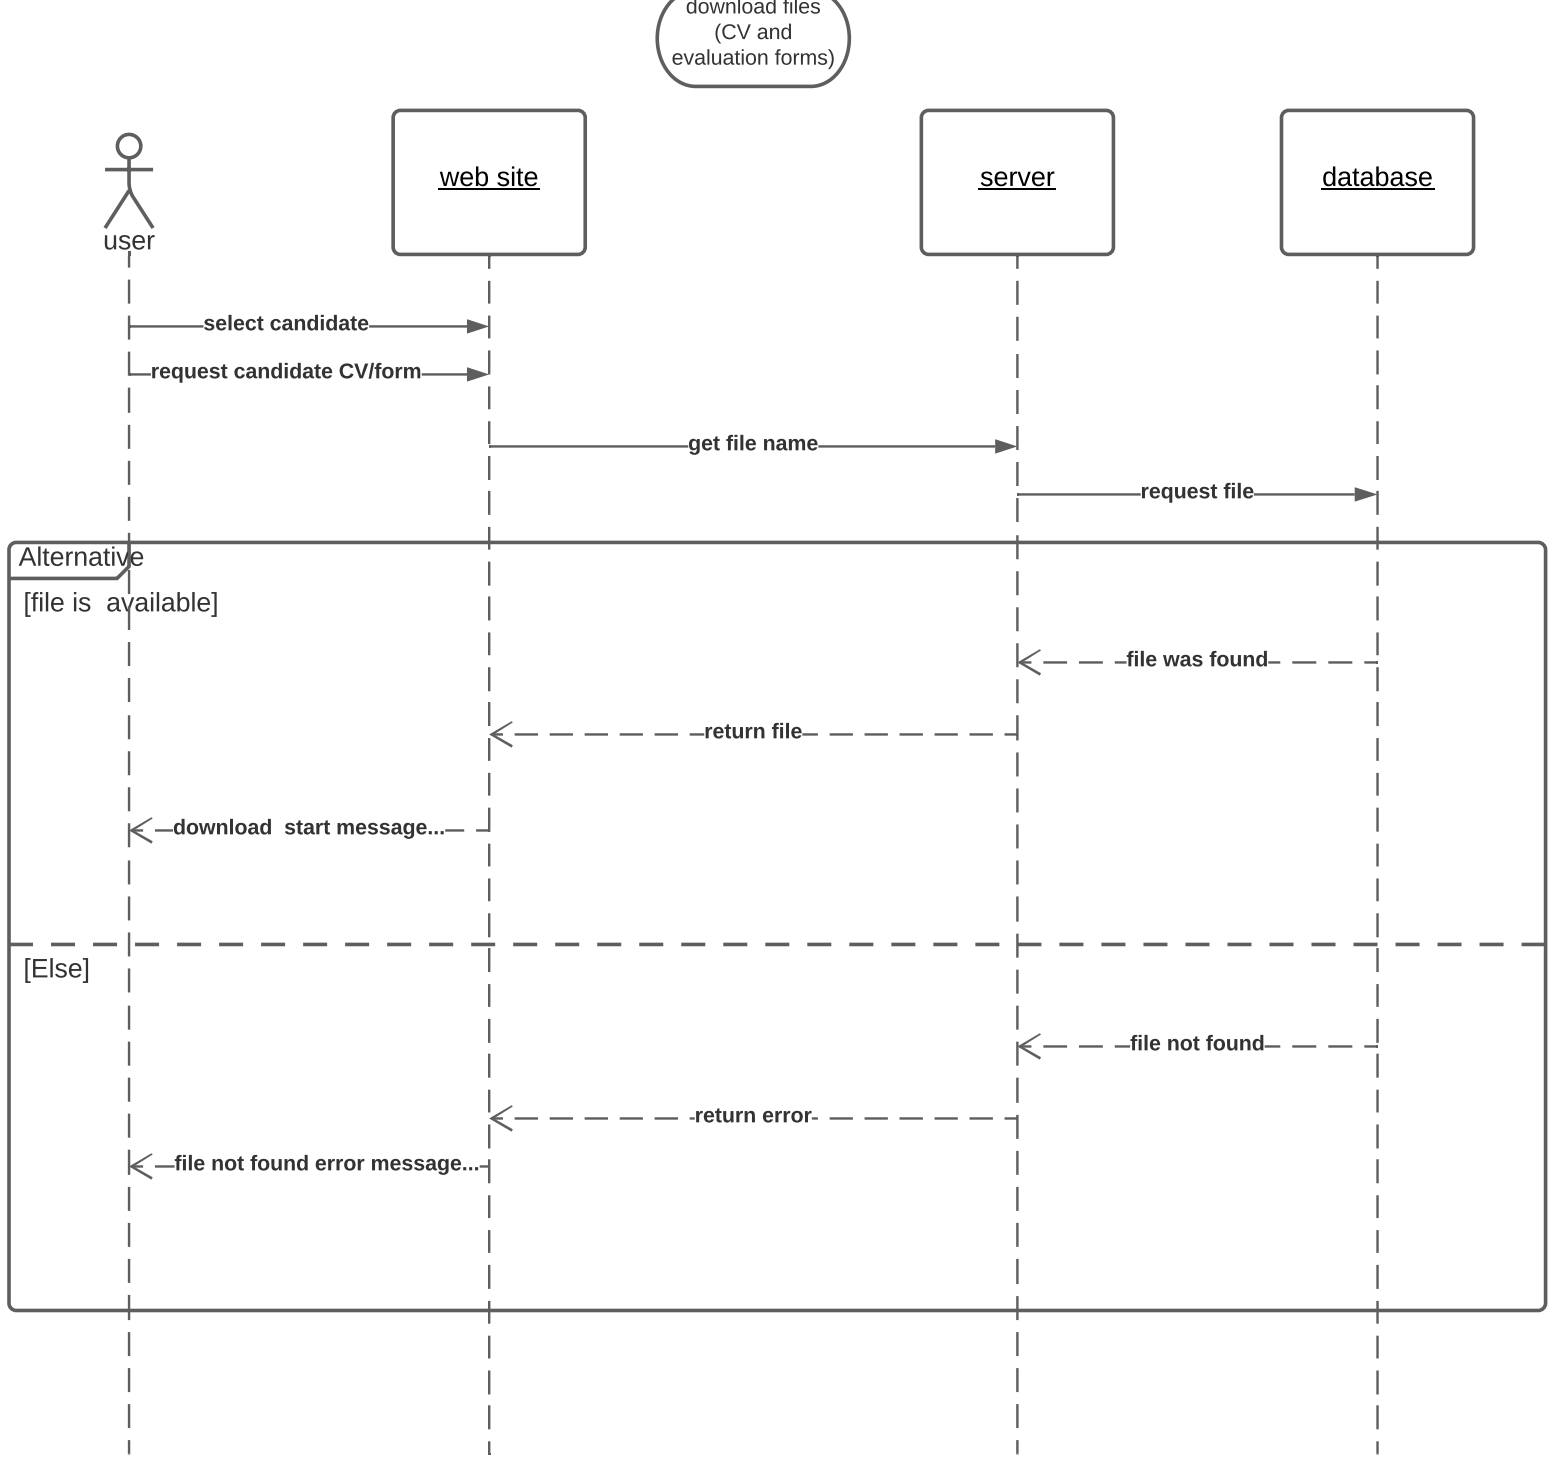 download files
(CV and
evaluation forms)
web site
server
database
user
select candidate
request candidate CV/form
get file name
request file
Alternative
[file is  available]
file was found
return file
download  start message...
[Else]
file not found
return error
file not found error message...